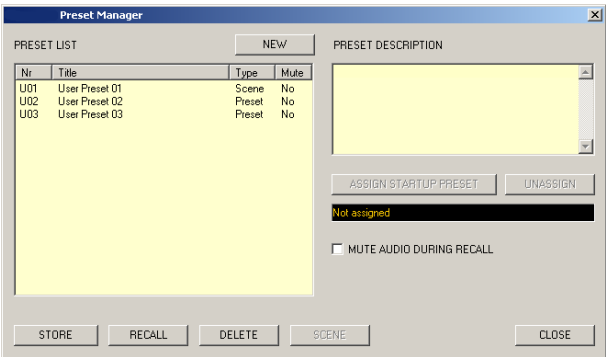 Preset Manager
PRESET LIST
NEW
PRESET DESCRIPTION
Nr Title Type Mute
U01 User Preset 01 Scene No
U02 User Preset 02 Preset No
U03 User Preset 03 Preset No
ASSIGN STARTUP PRESET
UNASSIGN
Not assigned
MUTE AUDIO DURING RECALL
STORE
RECALL
DELETE
SCENE
CLOSE